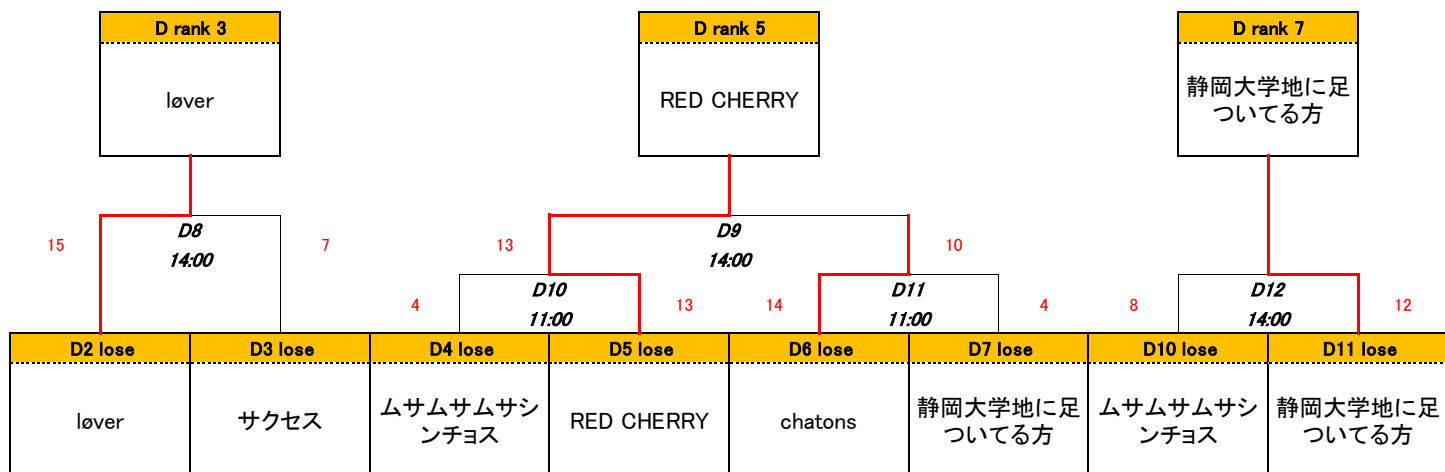 D rank 3
D rank 5
D rank 7
løver
RED CHERRY
静岡大学地に足
ついてる方
15
D8
14:00
7
13
D9
14:00
10
4
D10
11:00
13
14
D11
11:00
4
8
D12
14:00
12
D2 lose
D3 lose
D4 lose
D5 lose
D6 lose
D7 lose
D10 lose
D11 lose
løver
サクセス
ムサムサムサシ
ンチョス
RED CHERRY
chatons
静岡大学地に足
ついてる方
ムサムサムサシ
ンチョス
静岡大学地に足
ついてる方